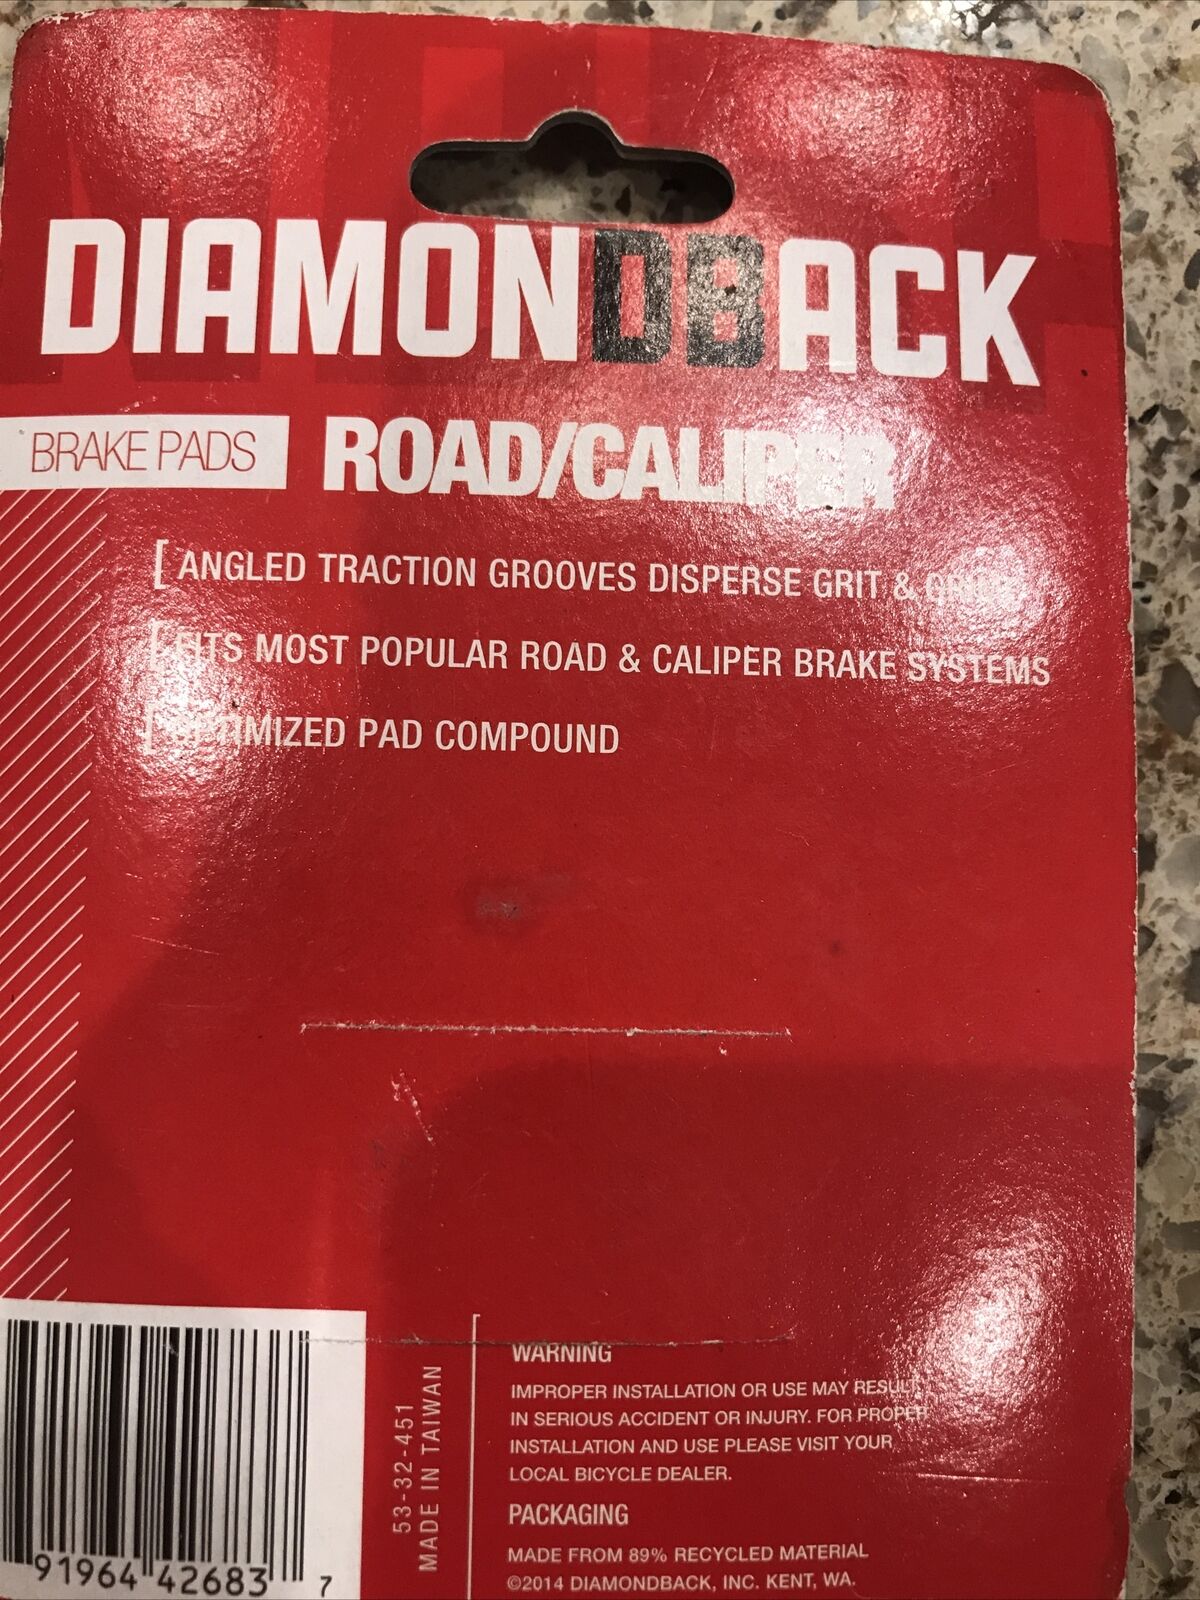 DIAMONDBACK
BRAKE PADS ROAD/CALIPER
[ ANGLED TRACTION GROOVES DISPERSE GRIT &
[ FITS MOST POPULAR ROAD & CALIPER BRAKE SYSTEMS
[ OPTIMIZED PAD COMPOUND
91964 42683 7
53-32-451
MADE IN TAIWAN
WARNING
IMPROPER INSTALLATION OR USE MAY RESULT
IN SERIOUS ACCIDENT OR INJURY. FOR PROPER
INSTALLATION AND USE PLEASE VISIT YOUR
LOCAL BICYCLE DEALER.
PACKAGING
MADE FROM 89% RECYCLED MATERIAL
©2014 DIAMONDBACK, INC. KENT, WA.